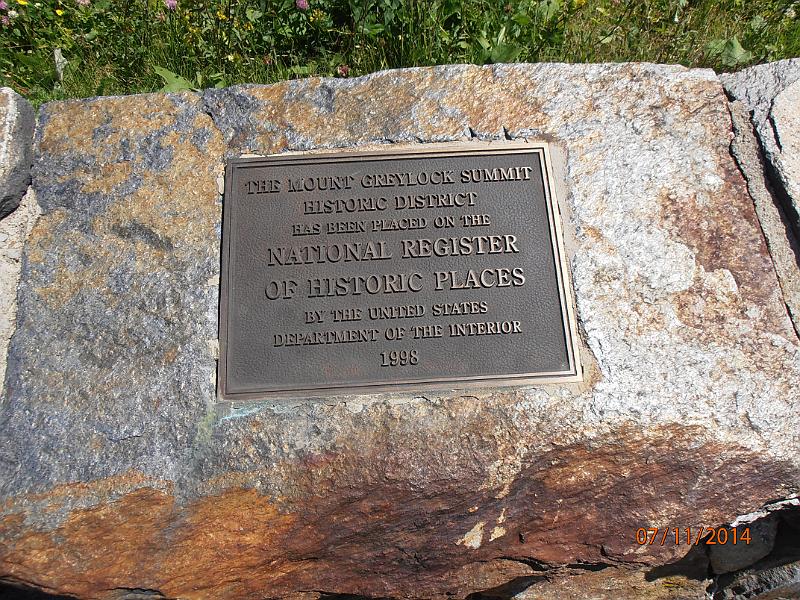 THE MOUNT GREYLOCK SUMMIT
HISTORIC DISTRICT
HAS BEEN PLACED ON THE
NATIONAL REGISTER
OF HISTORIC PLACES
BY THE UNITED STATES
DEPARTMENT OF THE INTERIOR
1998
07/11/2014